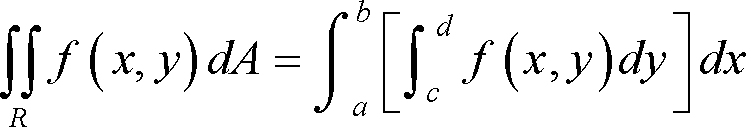 ∬_R f(x, y) dA = ∫_a^b [∫_c^d f(x, y)dy] dx